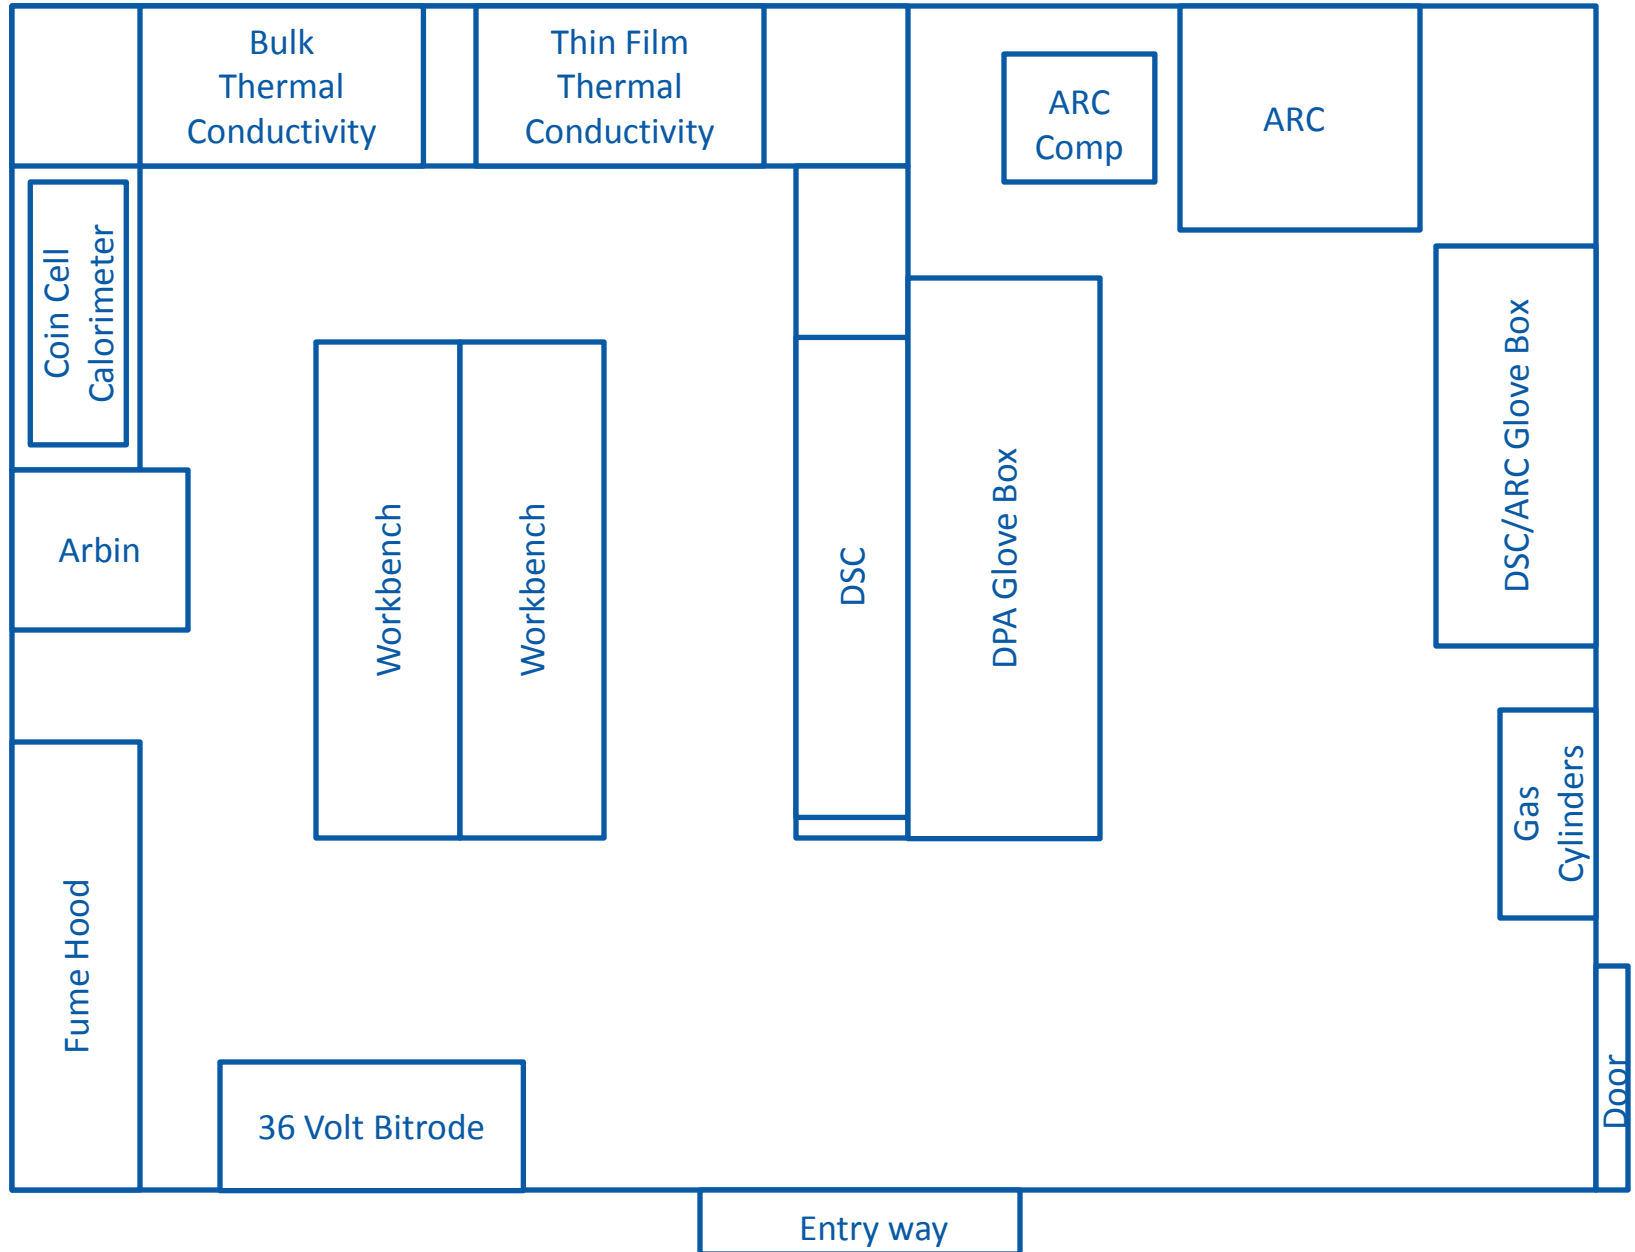 Bulk
Thermal
Conductivity
Thin Film
Thermal
Conductivity
ARC
Comp
ARC
Coin Cell
Calorimeter
Arbin
Workbench
Workbench
DSC
DPA Glove Box
DSC/ARC Glove Box
Gas
Cylinders
Fume Hood
36 Volt Bitrode
Door
Entry way